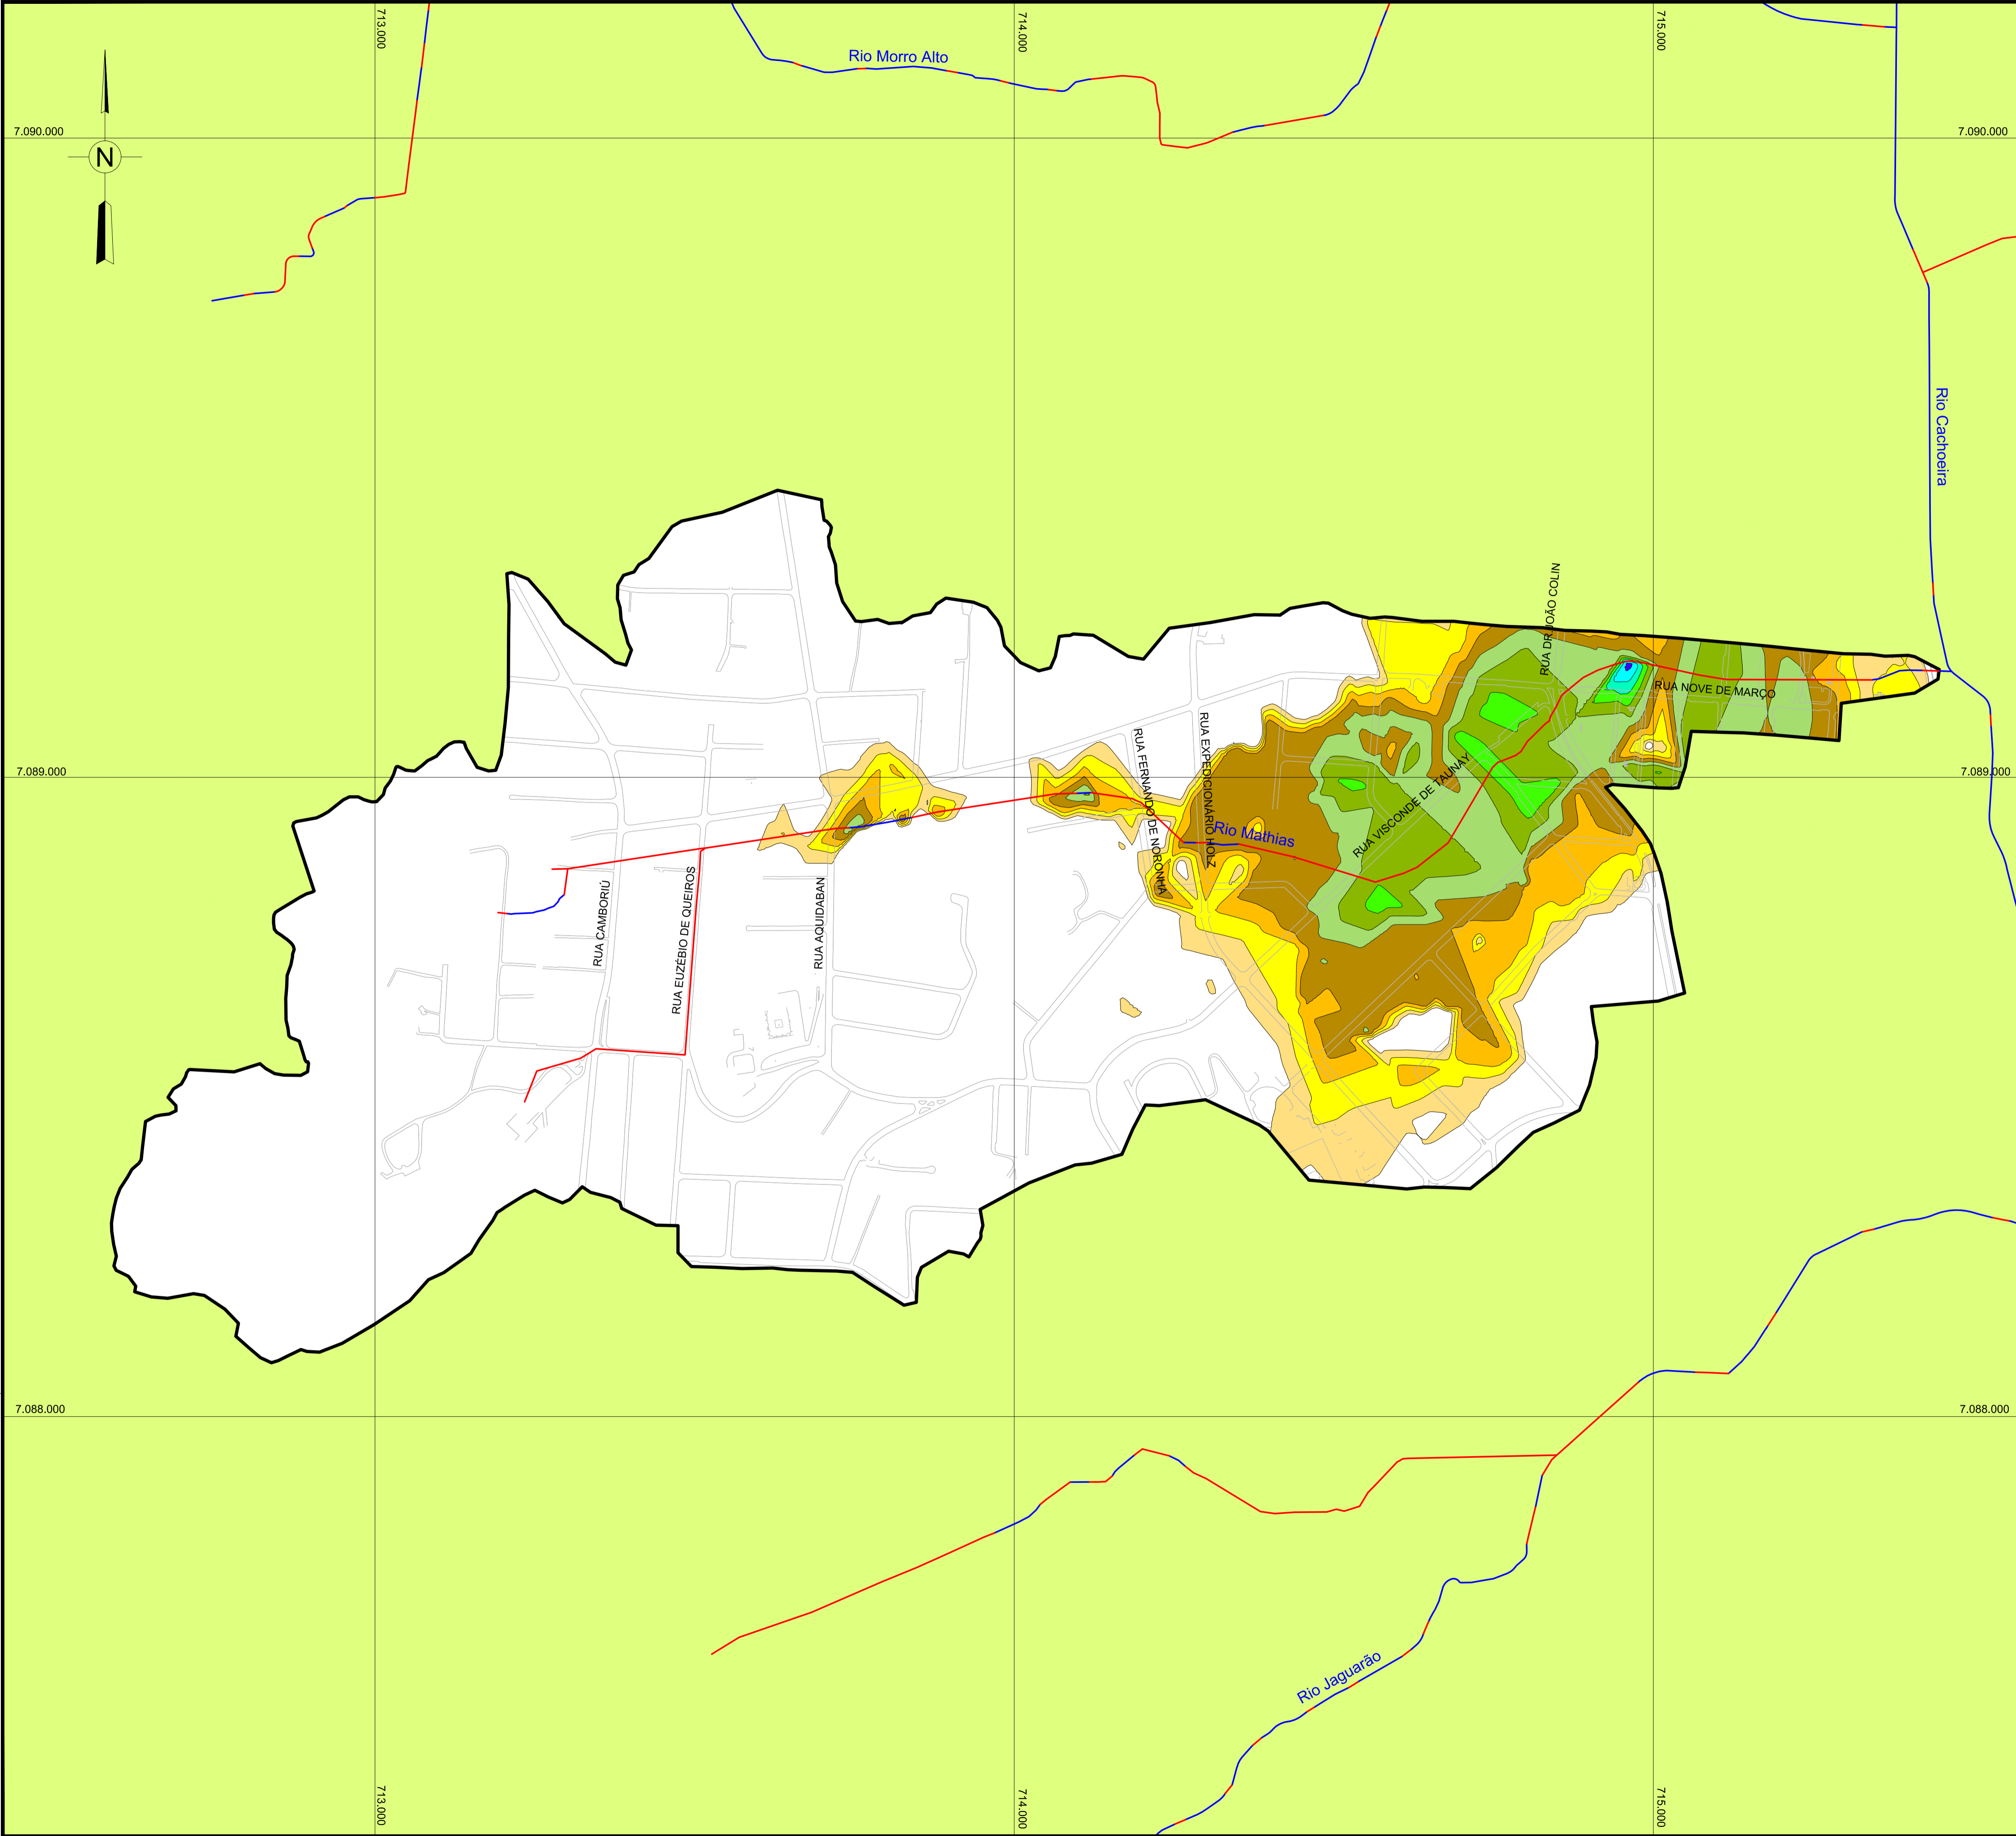 713.000
714.000
715.000
Rio Morro Alto
7.090.000
7.090.000
N
Rio Cachoeira
RUA DR.JOÃO COLIN
RUA NOVE DE MARÇO
7.089.000
7.089.000
RUA FERNANDO DE NORONHA
RUA EXPEDICIONÁRIO HOLZ
Rio Mathias
RUA VISCONDE DE TAUNAY
RUA CAMBORIÚ
RUA EUZÉBIO DE QUEIROS
RUA AQUIDABAN
7.088.000
7.088.000
Rio Jaguarão
713.000
714.000
715.000